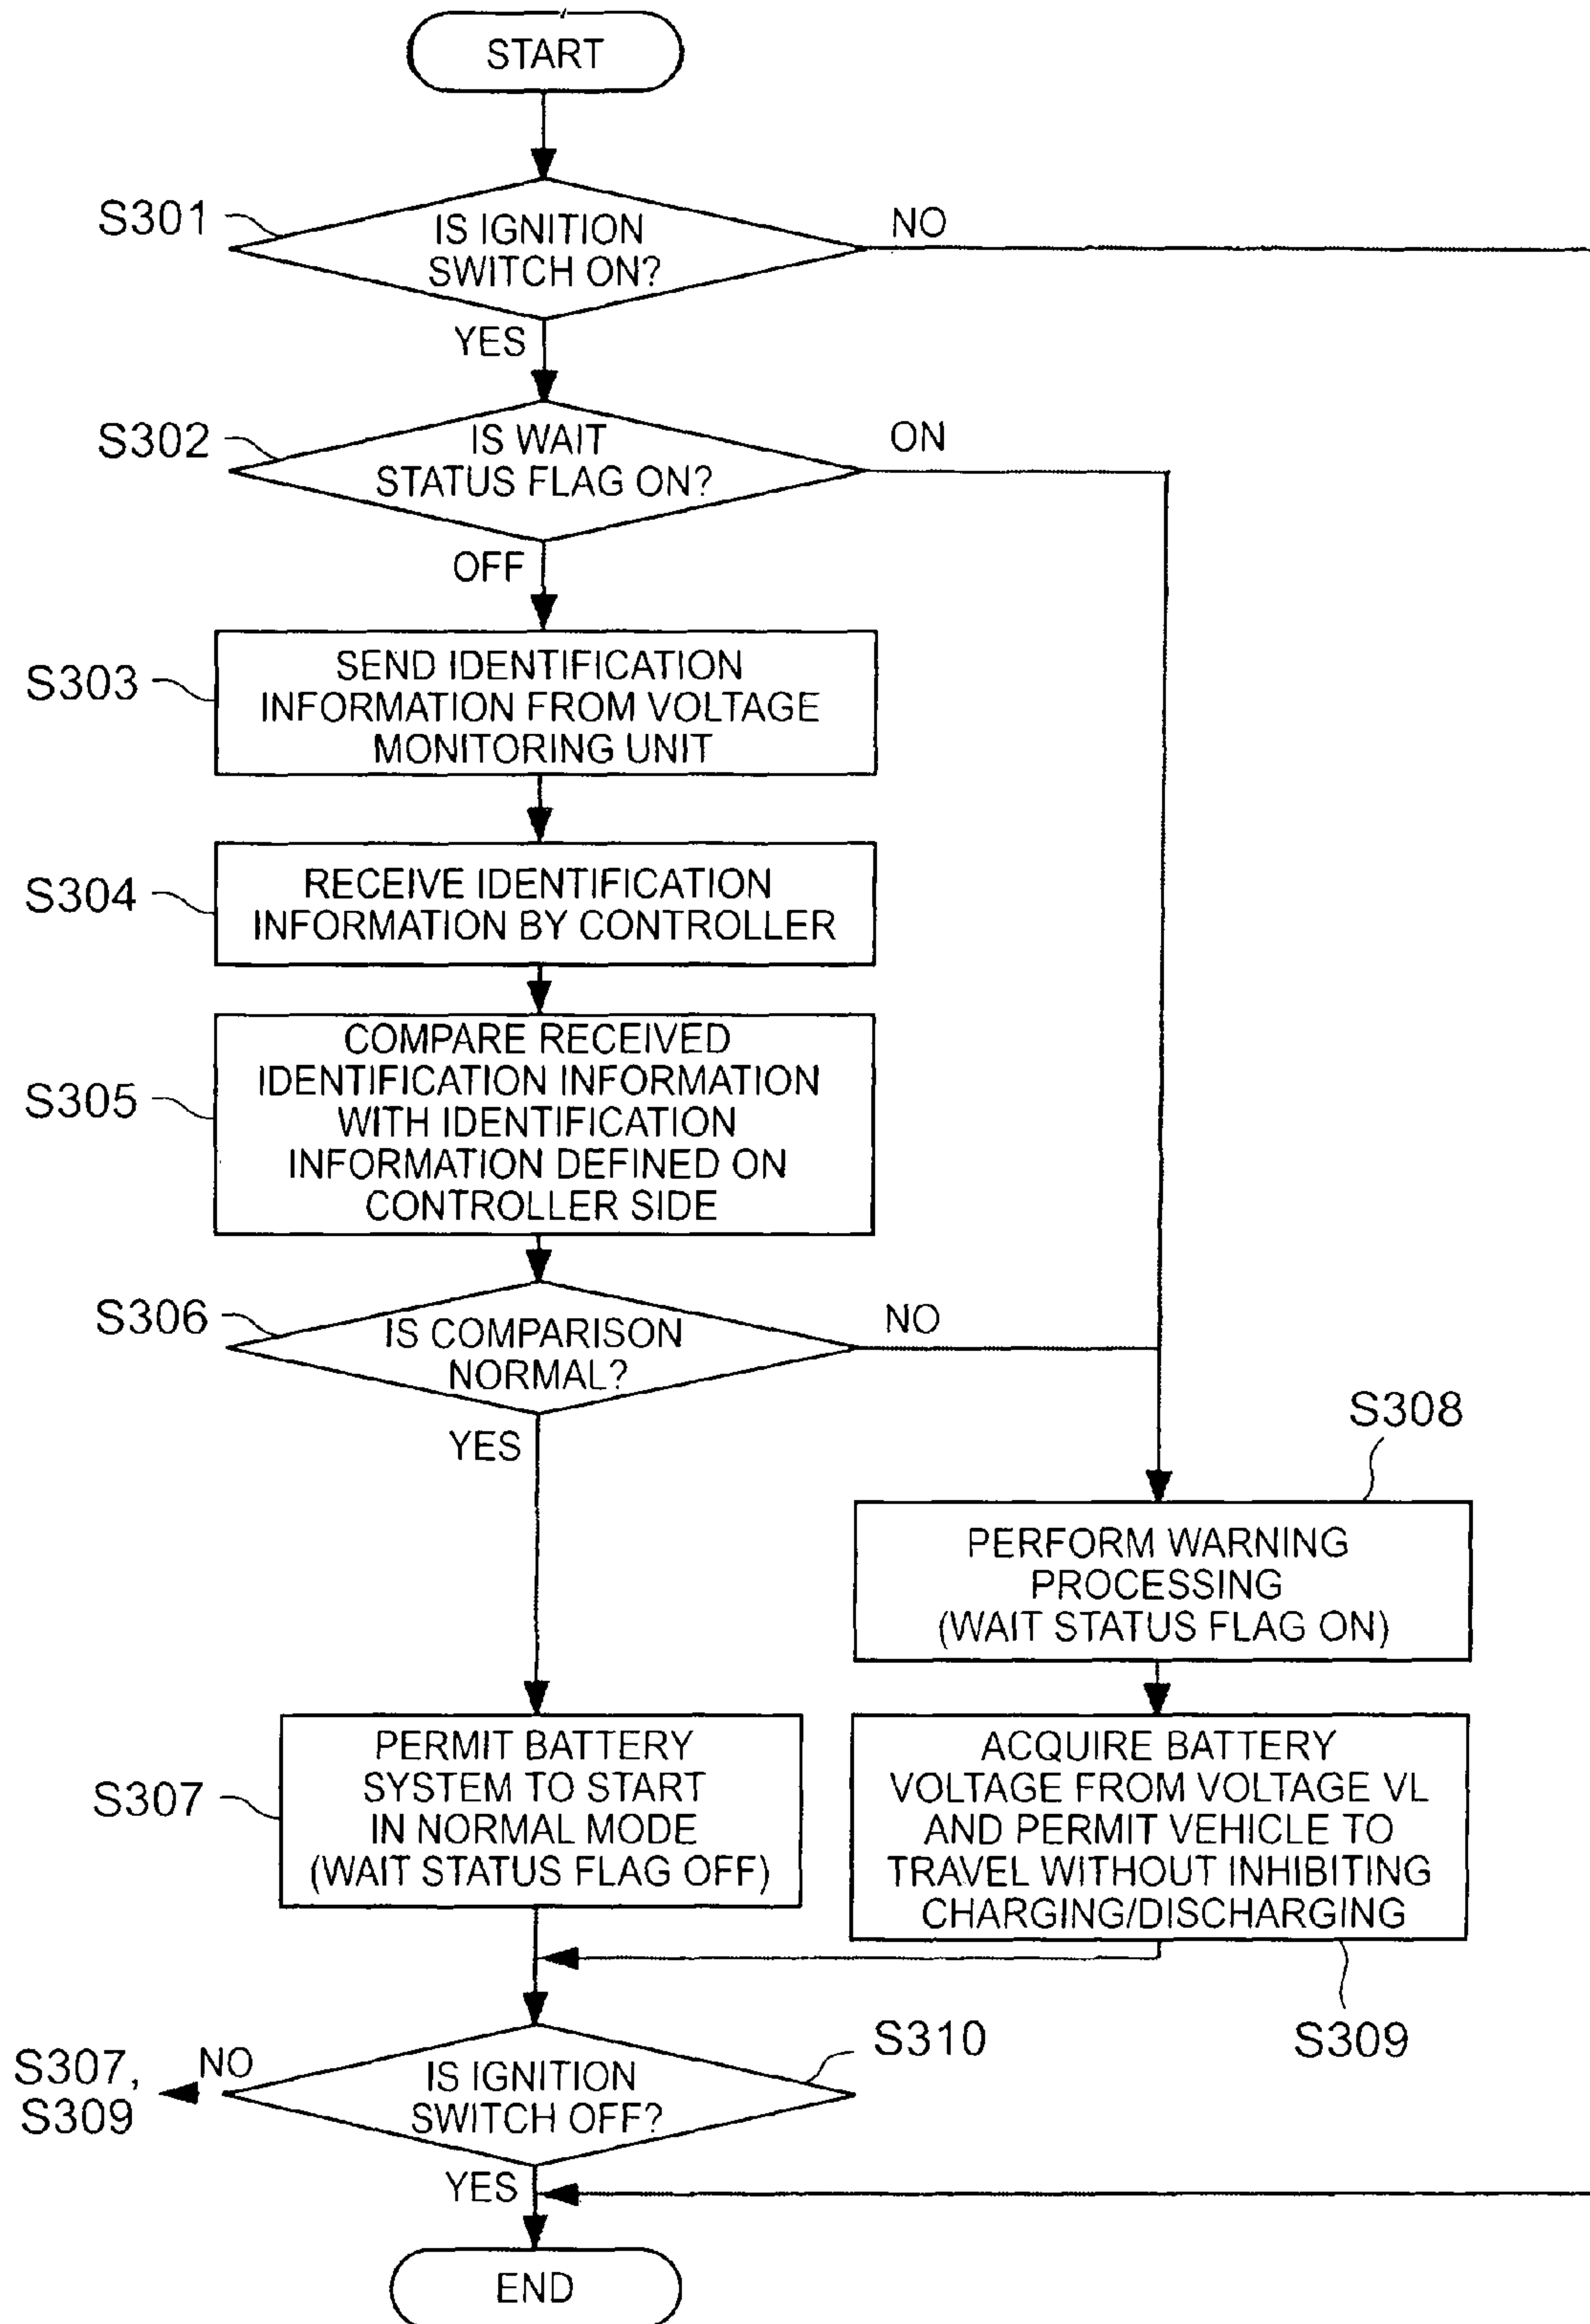 START
S301
IS IGNITION
SWITCH ON?
NO
YES
S302
IS WAIT
STATUS FLAG ON?
ON
OFF
S303
SEND IDENTIFICATION
INFORMATION FROM VOLTAGE
MONITORING UNIT
S304
RECEIVE IDENTIFICATION
INFORMATION BY CONTROLLER
S305
COMPARE RECEIVED
IDENTIFICATION INFORMATION
WITH IDENTIFICATION
INFORMATION DEFINED ON
CONTROLLER SIDE
S306
IS COMPARISON
NORMAL?
NO
YES
S308
PERFORM WARNING
PROCESSING
(WAIT STATUS FLAG ON)
S307
PERMIT BATTERY
SYSTEM TO START
IN NORMAL MODE
(WAIT STATUS FLAG OFF)
ACQUIRE BATTERY
VOLTAGE FROM VOLTAGE VL
AND PERMIT VEHICLE TO
TRAVEL WITHOUT INHIBITING
CHARGING/DISCHARGING
S309
S310
IS IGNITION
SWITCH OFF?
NO
S307,
S309
YES
END